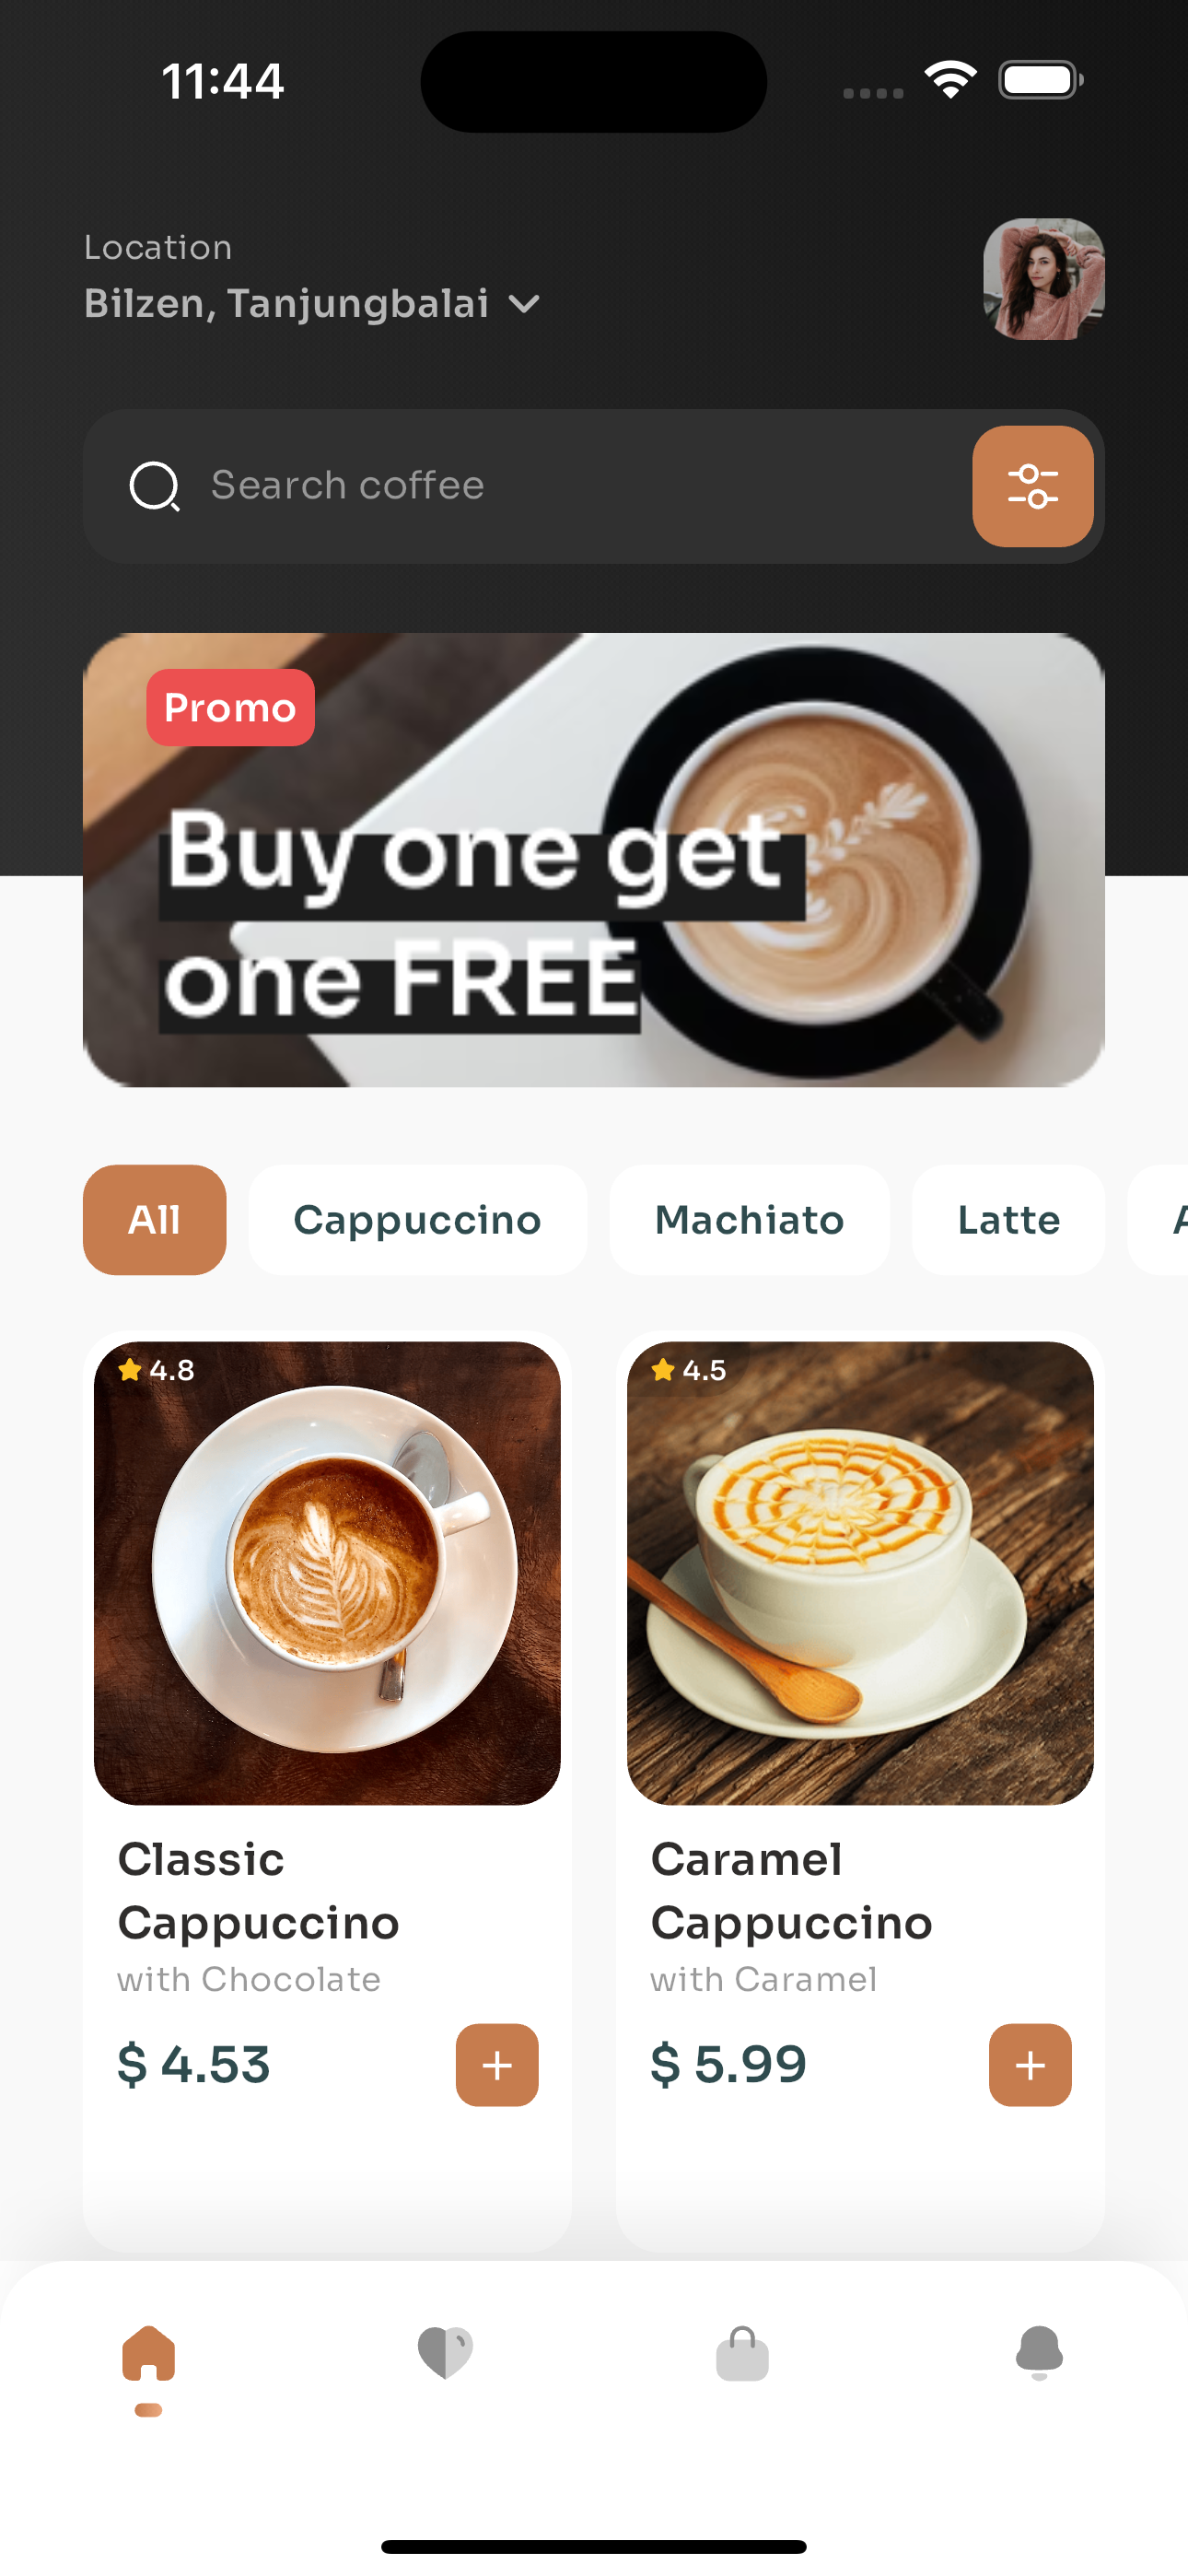 11:44
Location
Bilzen, Tanjungbalai
Search coffee
Promo
Buy one get
one FREE
All Cappuccino Machiato Latte A
4.8
4.5
Classic
Cappuccino
with Chocolate
$ 4.53
Caramel
Cappuccino
with Caramel
$ 5.99